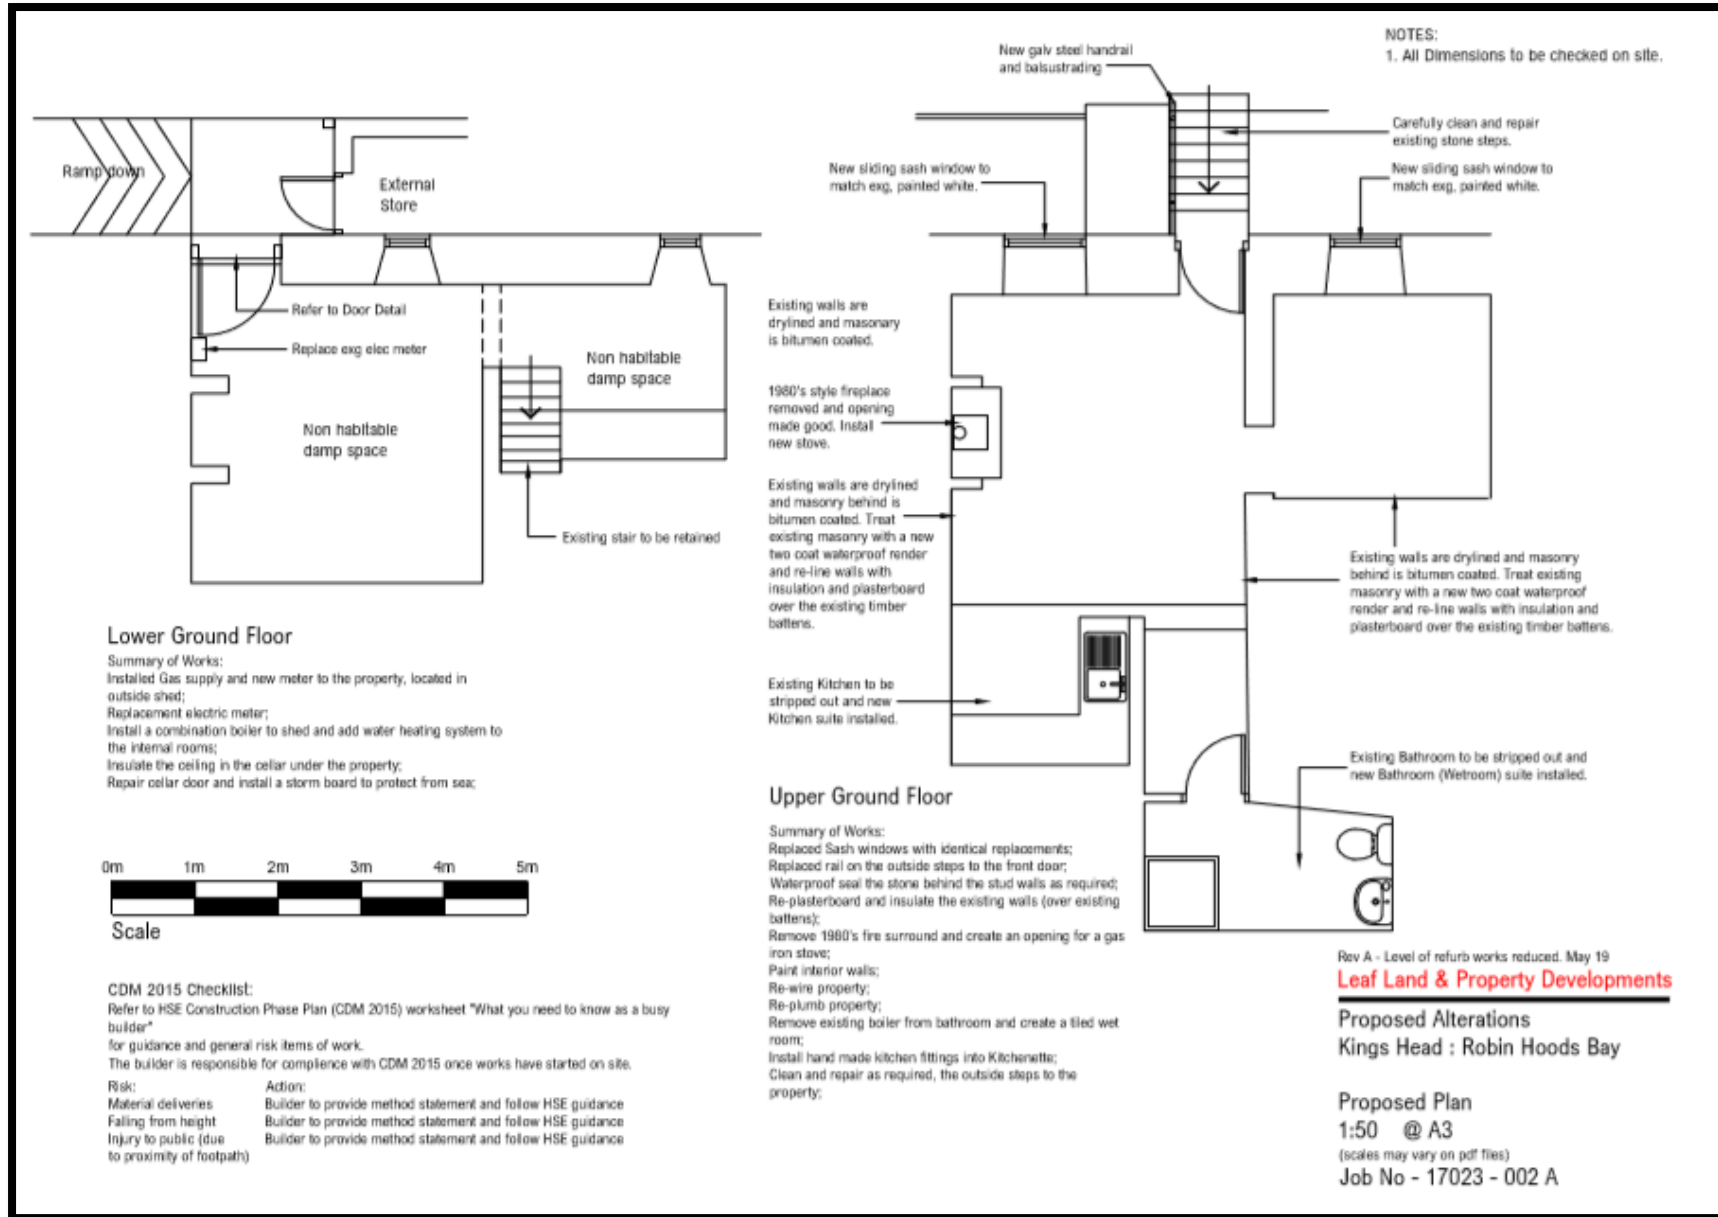 NOTES:
1. All Dimensions to be checked on site.
New galv steel handrail
and balsustrading
Carefully clean and repair
existing stone steps.
New sliding sash window to
match exg, painted white.
New sliding sash window to
match exg, painted white.
Ramp down
External
Store
Refer to Door Detail
Replace exg elec meter
Non habitable
damp space
Non habitable
damp space
Existing stair to be retained
Existing walls are
drylined and masonary
is bitumen coated.
1980's style fireplace
removed and opening
made good. Install
new stove.
Existing walls are drylined
and masonry behind is
bitumen coated. Treat
existing masonry with a new
two coat waterproof render
and re-line walls with
insulation and plasterboard
over the existing timber
battens.
Existing walls are drylined and masonry
behind is bitumen coated. Treat existing
masonry with a new two coat waterproof
render and re-line walls with insulation and
plasterboard over the existing timber battens.
Existing Kitchen to be
stripped out and new
Kitchen suite installed.
Existing Bathroom to be stripped out and
new Bathroom (Wetroom) suite installed.
Lower Ground Floor
Summary of Works:
Installed Gas supply and new meter to the property, located in
outside shed;
Replacement electric meter;
Install a combination boiler to shed and add water heating system to
the internal rooms;
Insulate the ceiling in the cellar under the property;
Repair cellar door and install a storm board to protect from sea;
0m 1m 2m 3m 4m 5m
Scale
CDM 2015 Checklist:
Refer to HSE Construction Phase Plan (CDM 2015) worksheet "What you need to know as a busy
builder"
for guidance and general risk items of work.
The builder is responsible for complience with CDM 2015 once works have started on site.
Risk: Action:
Material deliveries Builder to provide method statement and follow HSE guidance
Falling from height Builder to provide method statement and follow HSE guidance
Injury to public (due Builder to provide method statement and follow HSE guidance
to proximity of footpath)
Upper Ground Floor
Summary of Works:
Replaced Sash windows with identical replacements;
Replaced rail on the outside steps to the front door;
Waterproof seal the stone behind the stud walls as required;
Re-plasterboard and insulate the existing walls (over existing
battens);
Remove 1980's fire surround and create an opening for a gas
iron stove;
Paint interior walls;
Re-wire property;
Re-plumb property;
Remove existing boiler from bathroom and create a tiled wet
room;
Install hand made kitchen fittings into Kitchenette;
Clean and repair as required, the outside steps to the
property;
Rev A - Level of refurb works reduced. May 19
Leaf Land & Property Developments
Proposed Alterations
Kings Head : Robin Hoods Bay
Proposed Plan
1:50 @ A3
(scales may vary on pdf files)
Job No - 17023 - 002 A